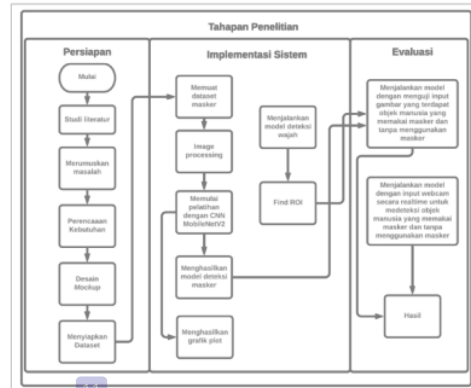 Tahapan Penelitian
Persiapan
Mulai
Studi literatur
Merumuskan
masalah
Perencaaan
Kebutuhan
Desain
Mockup
Menyiapkan
Dataset
Implementasi Sistem
Memuat
dataset
masker
Image
processing
Memulai
pelatihan
dengan CNN
MobileNetV2
Menghasilkan
model deteksi
masker
Menghasilkan
grafik plot
Menjalankan
model deteksi
wajah
Find ROI
Evaluasi
Menjalankan model
dengan menguji input
gambar yang terdapat
objek manusia yang
memakai masker dan
tanpa menggunakan
masker
Menjalankan model
dengan input webcam
secara realtime untuk
medeteksi objek
manusia yang memakai
masker dan tanpa
menggunakan masker
Hasil